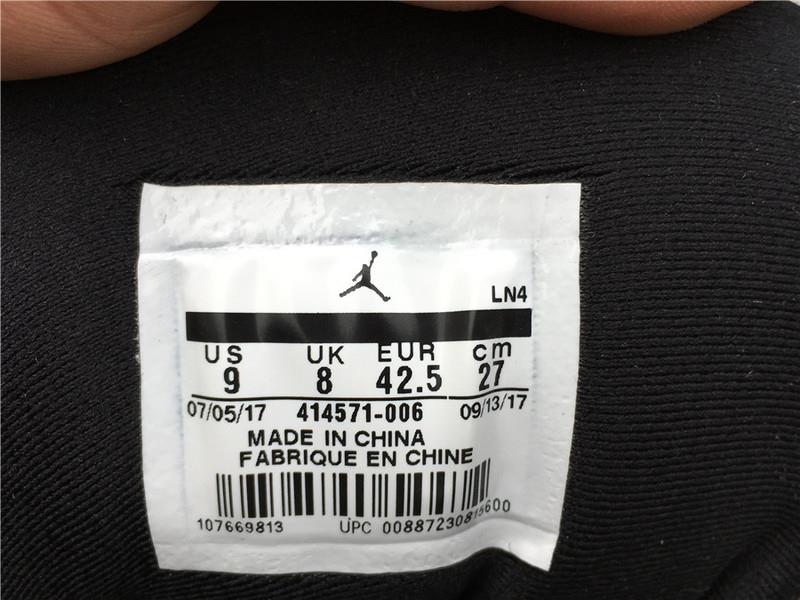 LN4
US UK EUR cm
9 8 42.5 27
07/05/17 414571-006 09/13/17
MADE IN CHINA
FABRIQUE EN CHINE
107669813 UPC 00887230815600